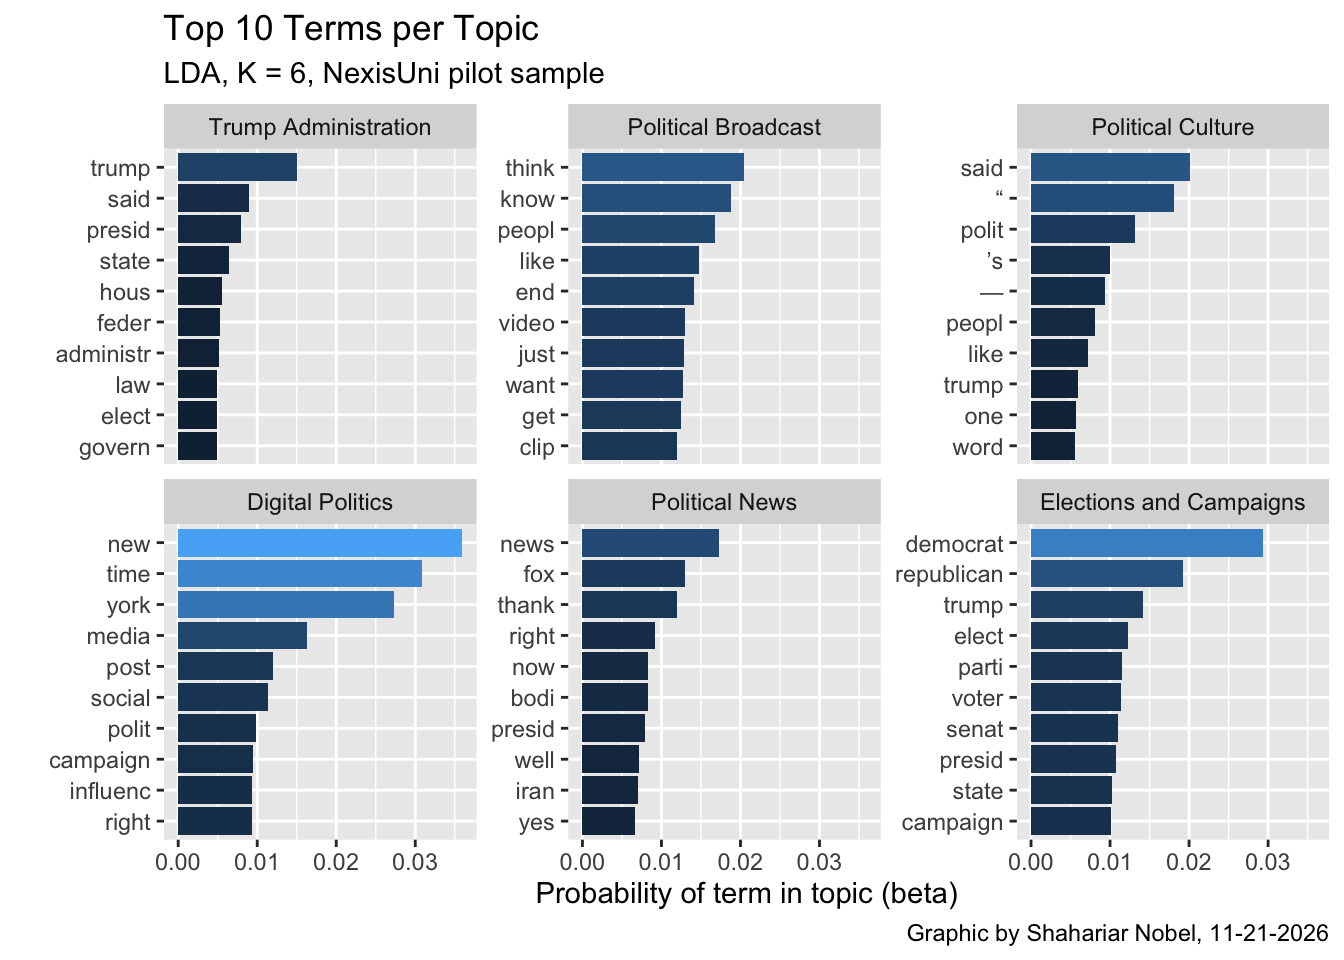 Top 10 Terms per Topic
LDA, K = 6, NexisUni pilot sample
Trump Administration
trump
said
presid
state
hous
feder
administr
law
elect
govern
Political Broadcast
think
know
peopl
like
end
video
just
want
get
clip
Political Culture
said
“
polit
’s
—
peopl
like
trump
one
word
Digital Politics
new
time
york
media
post
social
polit
campaign
influenc
right
0.00 0.01 0.02 0.03
Political News
news
fox
thank
right
now
bodi
presid
well
iran
yes
0.00 0.01 0.02 0.03
Elections and Campaigns
democrat
republican
trump
elect
parti
voter
senat
presid
state
campaign
0.00 0.01 0.02 0.03
Probability of term in topic (beta)
Graphic by Shahariar Nobel, 11-21-2026